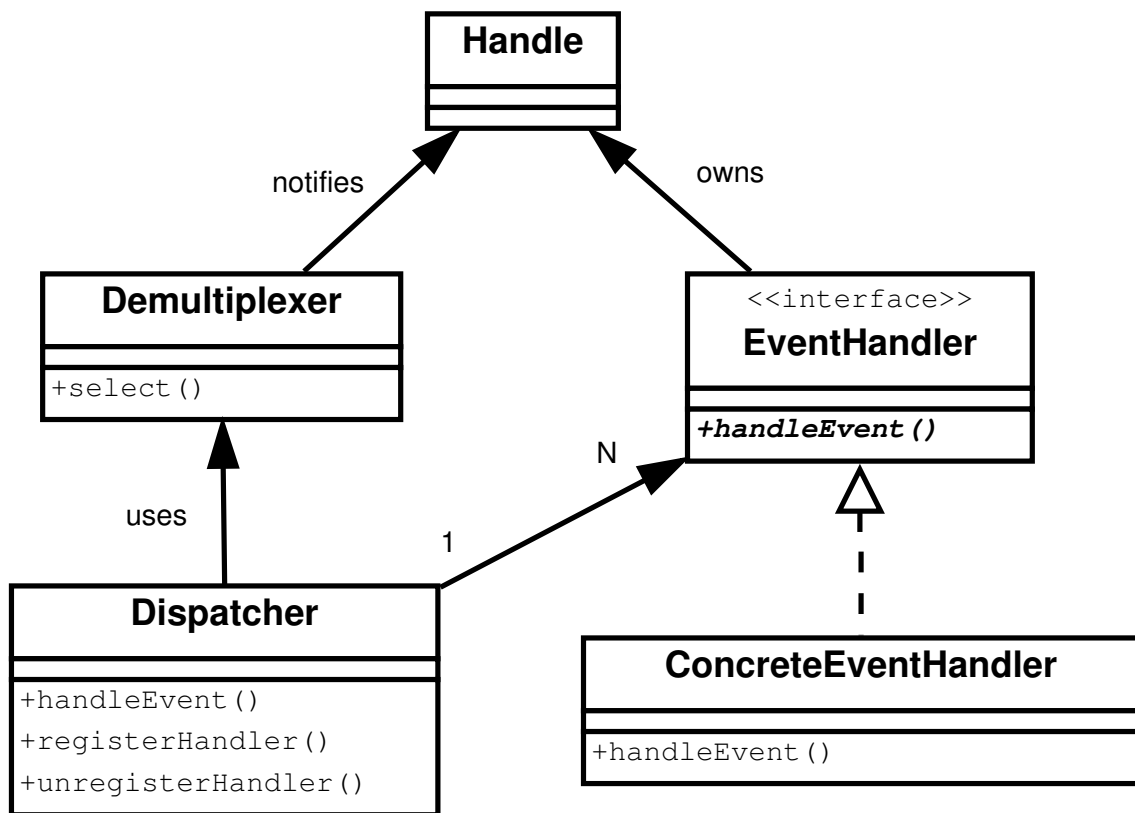 Handle
notifies
owns
Demultiplexer
+select()
<<interface>>
EventHandler
+handleEvent()
uses
1
N
Dispatcher
+handleEvent()
+registerHandler()
+unregisterHandler()
ConcreteEventHandler
+handleEvent()